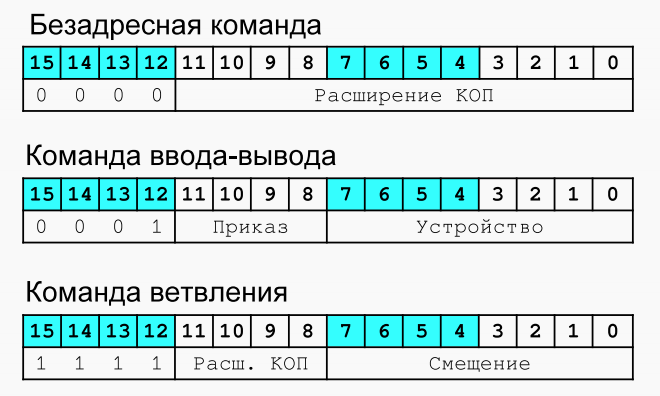 Безадресная команда
15 14 13 12 11 10 9 8 7 6 5 4 3 2 1 0
0 0 0 0 Расширение КОП
Команда ввода-вывода
15 14 13 12 11 10 9 8 7 6 5 4 3 2 1 0
0 0 0 1 Приказ Устройство
Команда ветвления
15 14 13 12 11 10 9 8 7 6 5 4 3 2 1 0
1 1 1 1 Расш. КОП Смещение